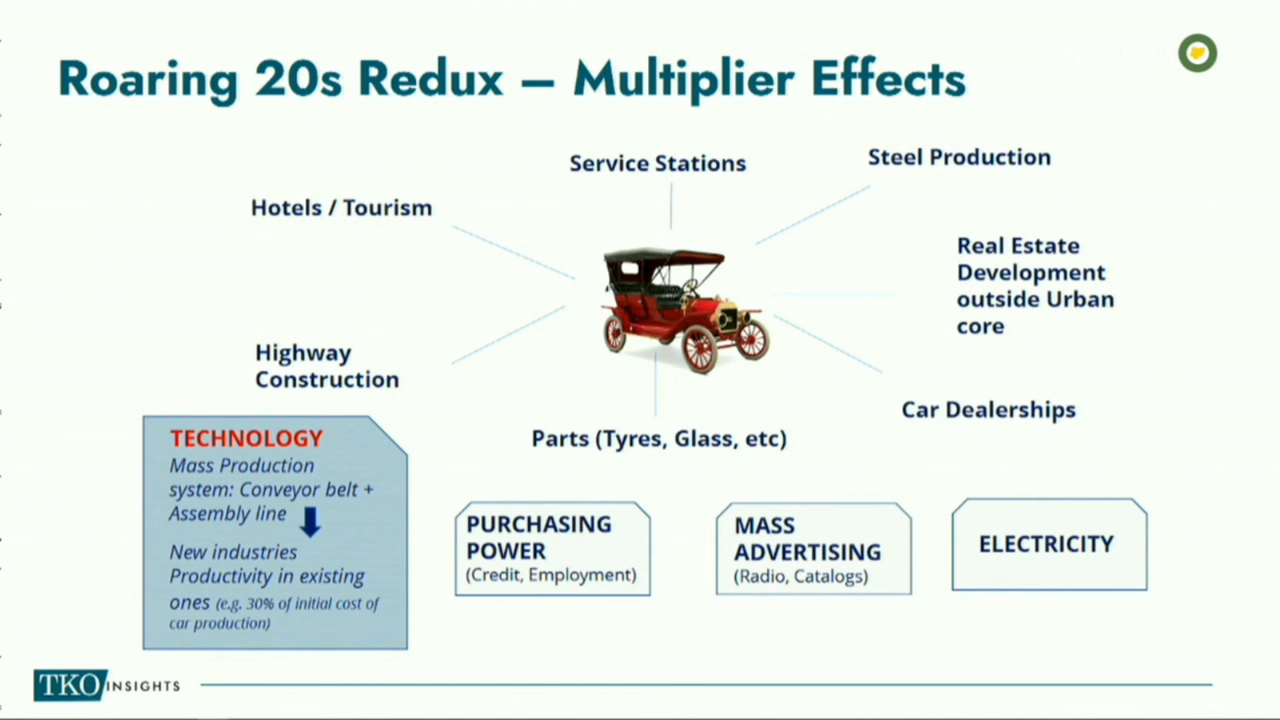 Roaring 20s Redux – Multiplier Effects
Service Stations
Steel Production
Hotels / Tourism
Real Estate
Development
outside Urban
core
Highway
Construction
Car Dealerships
Parts (Tyres, Glass, etc)
TECHNOLOGY
Mass Production
system: Conveyor belt +
Assembly line
New industries
Productivity in existing
ones (e.g. 30% of initial cost of
car production)
PURCHASING
POWER
(Credit, Employment)
MASS
ADVERTISING
(Radio, Catalogs)
ELECTRICITY
TKO INSIGHTS